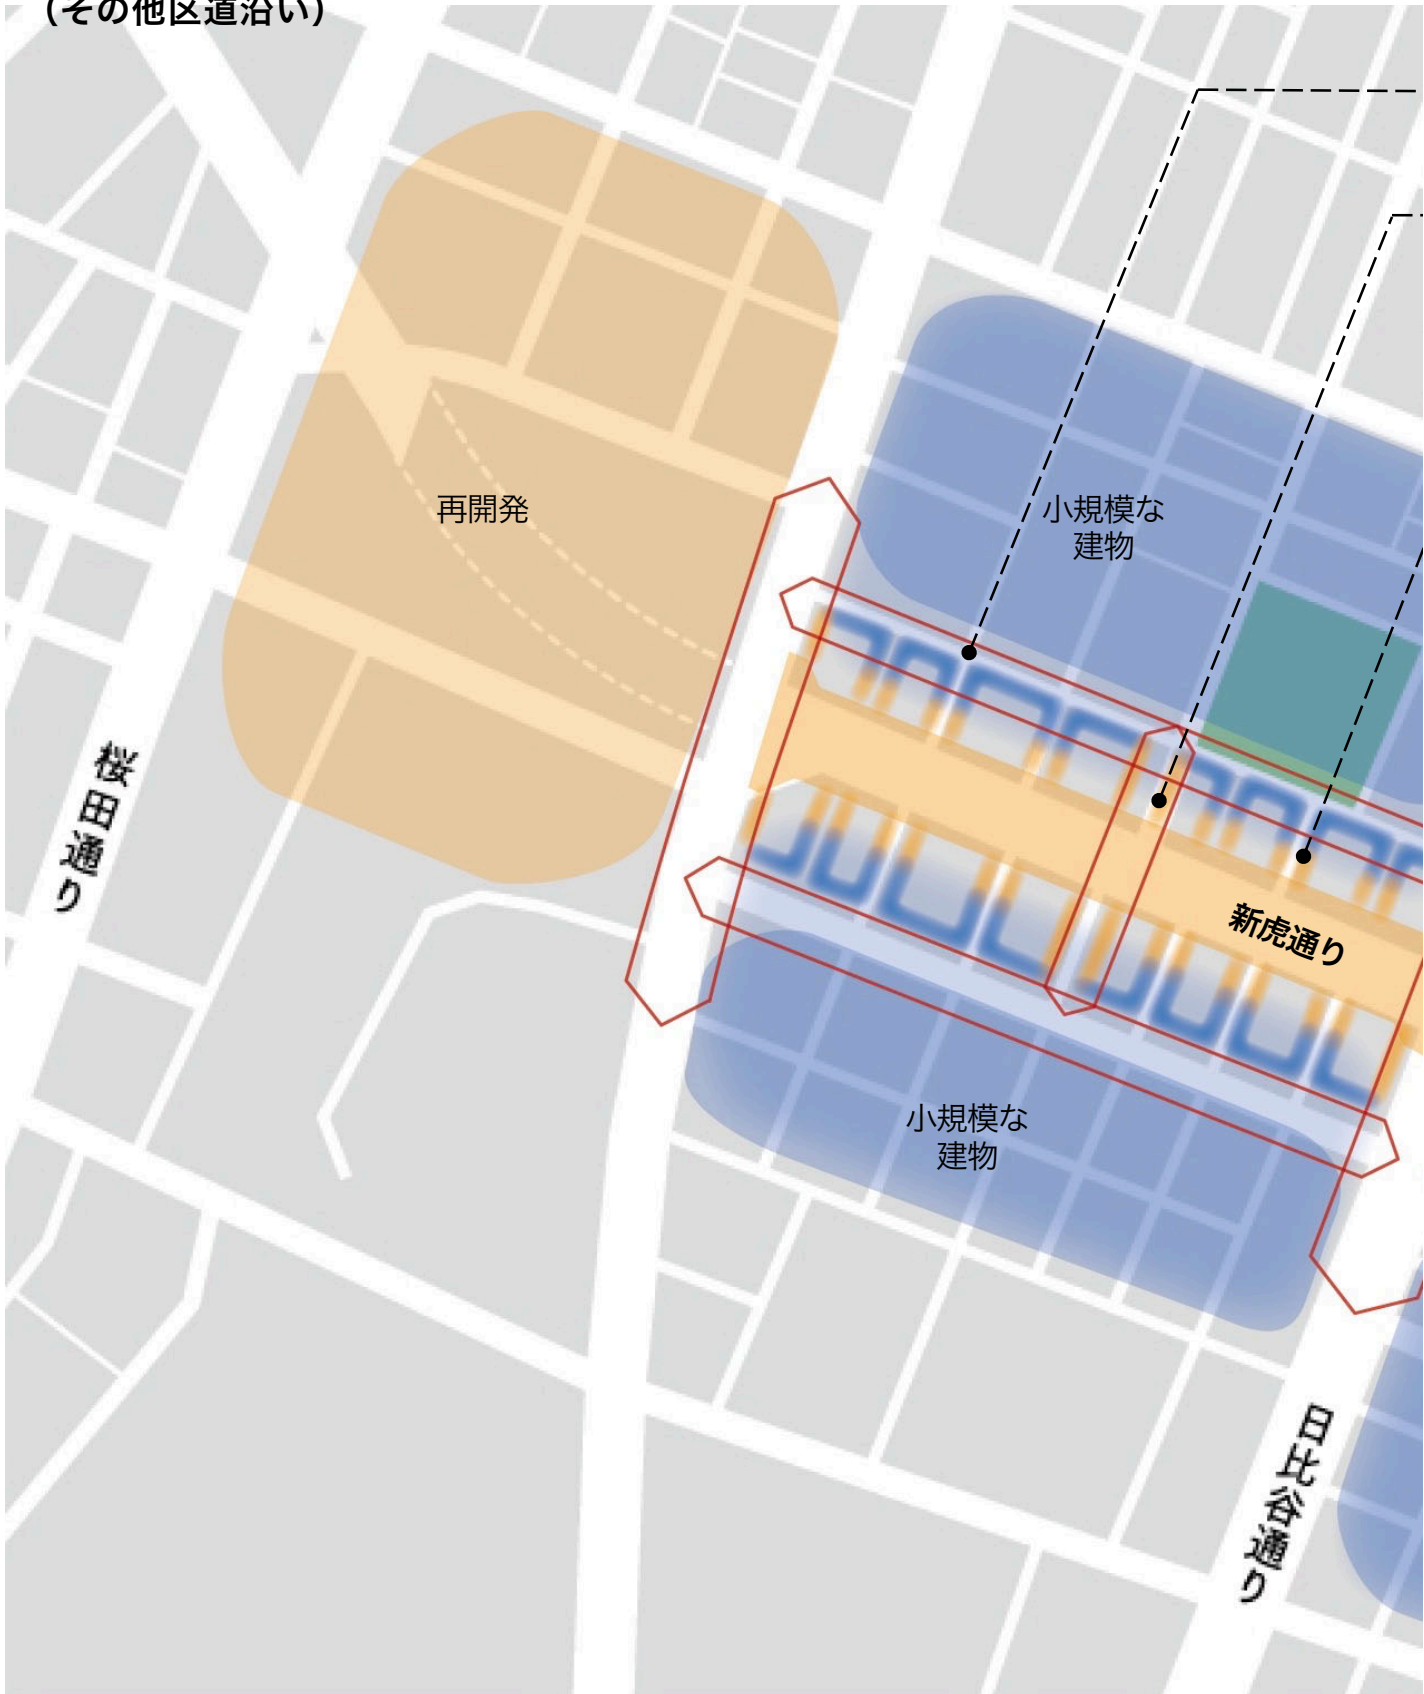 （その他区道沿い）
再開発
小規模な
建物
桜田通り
新虎通り
小規模な
建物
日比谷通り